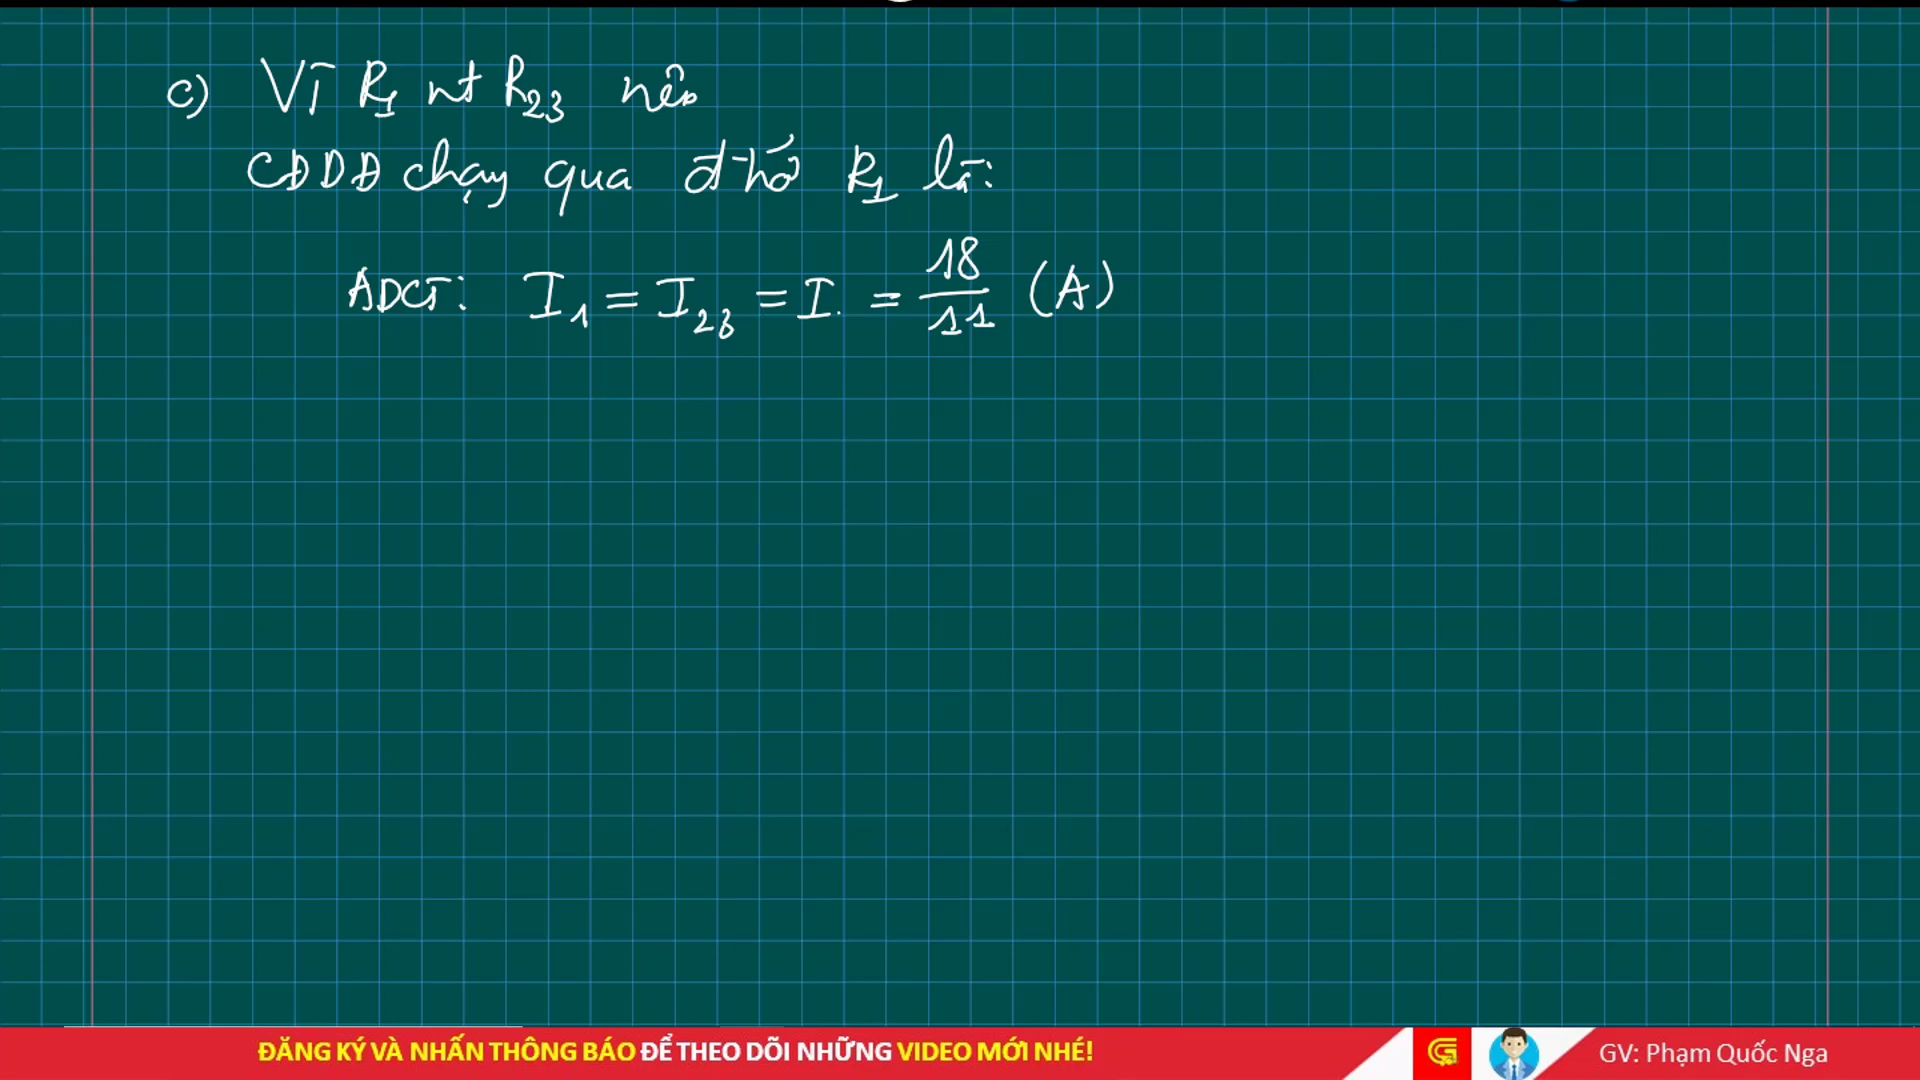 c) Vì R₁ nt R₂₃ nên
CĐDĐ chạy qua đ trở R₁ là:
ADCT: I₁ = I₂₃ = I. = 18/11 (A)
ĐĂNG KÝ VÀ NHẤN THÔNG BÁO ĐỂ THEO DÕI NHỮNG VIDEO MỚI NHÉ!
GV: Phạm Quốc Nga